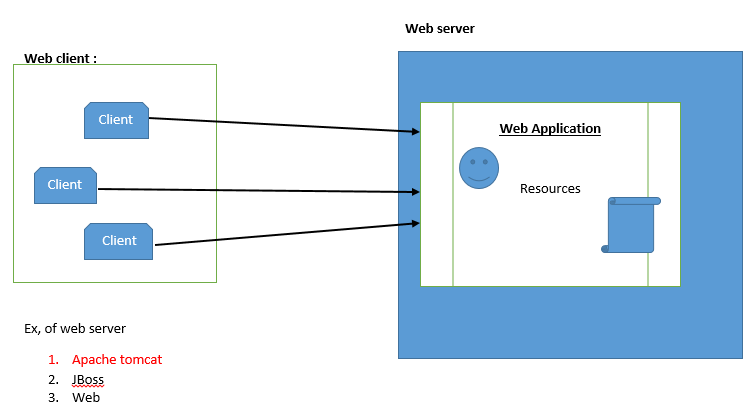 Web server
Web client :
Client
Web Application
Client
Resources
Client
Ex, of web server
1. Apache tomcat
2. JBoss
3. Web